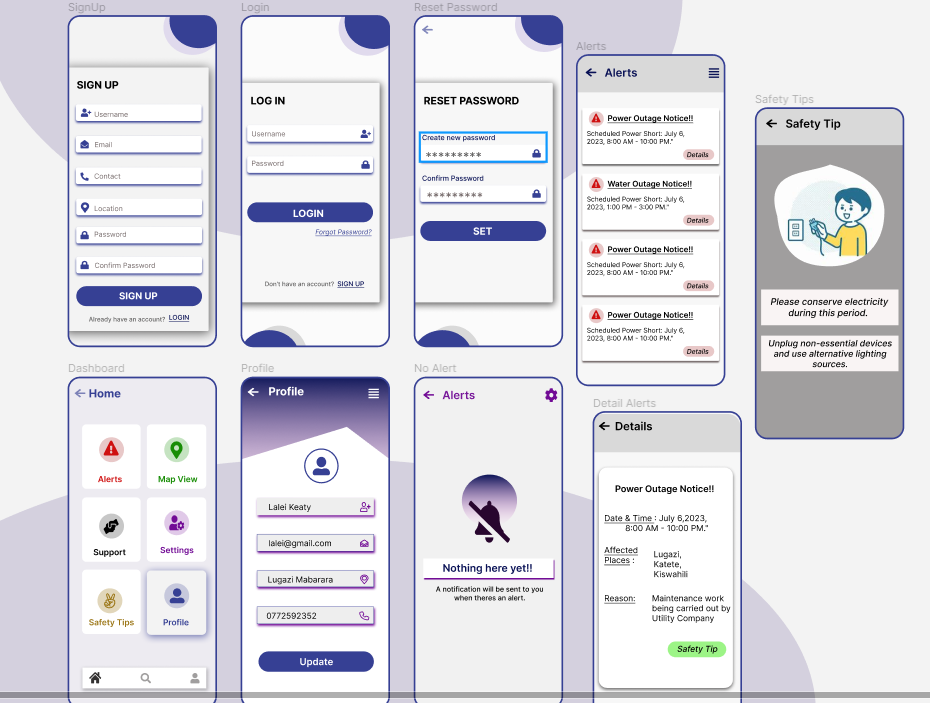 SignUp
SIGN UP
Username
Email
Contact
Location
Password
Confirm Password
SIGN UP
Already have an account? LOGIN
Login
LOG IN
Username
Password
LOGIN
Forgot Password?
Don't have an account? SIGN UP
Reset Password
RESET PASSWORD
Create new password
*********
Confirm Password
*********
SET
Alerts
Alerts
Power Outage Notice!!
Scheduled Power Short: July 6,
2023, 8:00 AM - 10:00 PM."
Details
Water Outage Notice!!
Scheduled Power Short: July 6,
2023, 1:00 PM - 3:00 PM."
Details
Power Outage Notice!!
Scheduled Power Short: July 6,
2023, 8:00 AM - 10:00 PM."
Details
Power Outage Notice!!
Scheduled Power Short: July 6,
2023, 8:00 AM - 10:00 PM."
Details
Safety Tips
Safety Tip
Please conserve electricity
during this period.
Unplug non-essential devices
and use alternative lighting
sources.
Dashboard
Home
Alerts
Map View
Support
Settings
Safety Tips
Profile
Profile
Profile
Lalei Keaty
lalei@gmail.com
Lugazi Mabarara
0772592352
Update
No Alert
Alerts
Nothing here yet!!
A notification will be sent to you
when theres an alert.
Detail Alerts
Details
Power Outage Notice!!
Date & Time : July 6,2023,
8:00 AM - 10:00 PM."
Affected
Places :
Lugazi,
Katete,
Kiswahili
Reason:
Maintenance work
being carried out by
Utility Company
Safety Tip